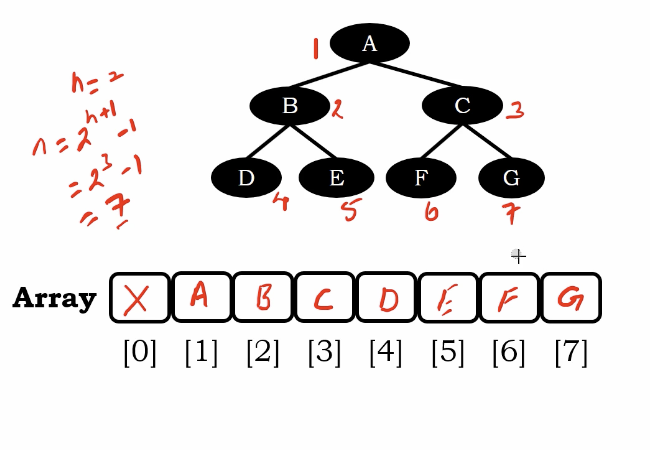 1 A
h = 2
B 2 C 3
n = 2^{h+1} - 1
= 2^3 - 1
D E F G
= 7
4 5 6 7
Array X A B C D E F G
[0] [1] [2] [3] [4] [5] [6] [7]